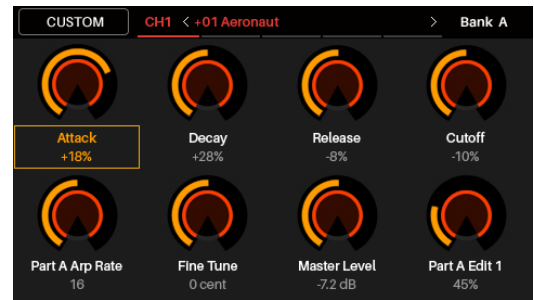 CUSTOM CH1 < +01 Aeronaut > Bank A
Attack Decay Release Cutoff
+18% +28% -8% -10%
Part A Arp Rate Fine Tune Master Level Part A Edit 1
16 0 cent -7.2 dB 45%